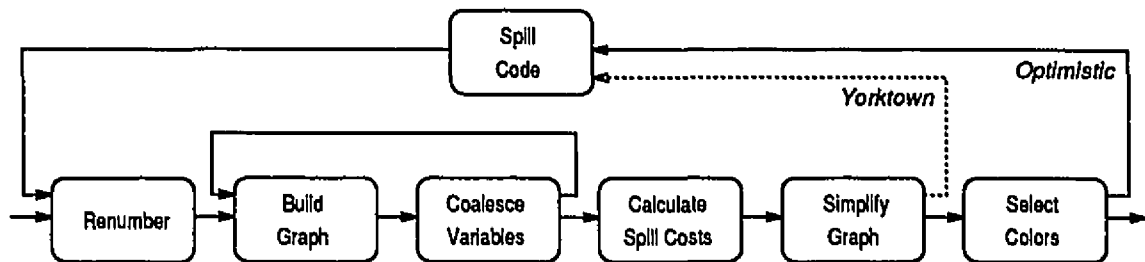 Spill
Code
Optimistic
Yorktown
Renumber
Build
Graph
Coalesce
Variables
Calculate
Spill Costs
Simplify
Graph
Select
Colors